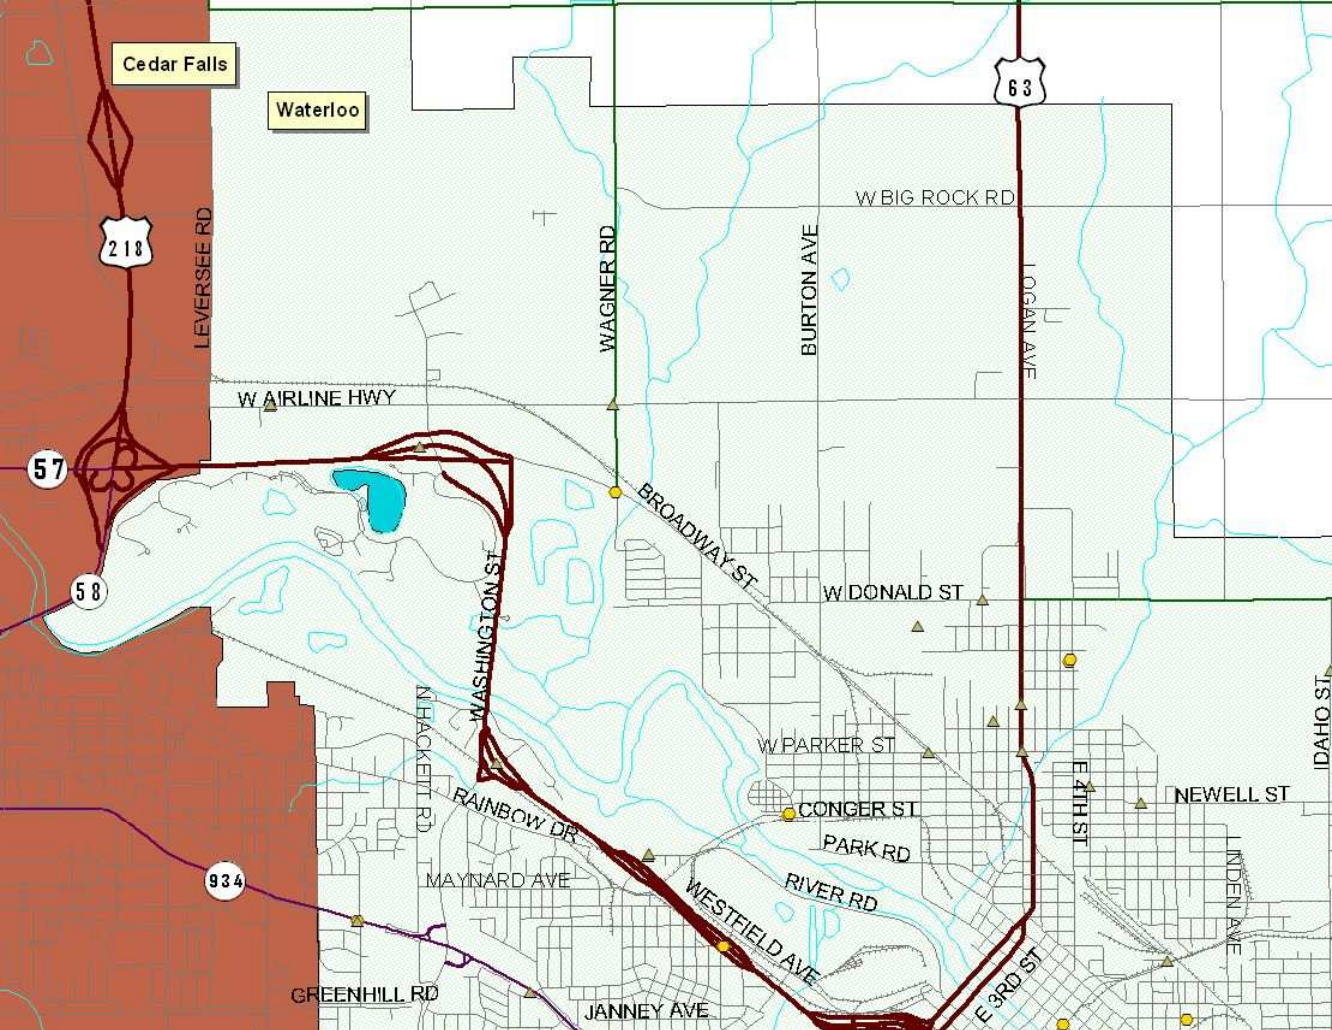 Cedar Falls
Waterloo
63
W BIG ROCK RD
218
LEVERSEE RD
WAGNER RD
BURTON AVE
LOGAN AVE
W AIRLINE HWY
57
BROADWAY ST
58
W DONALD ST
WASHINGTON ST
N HACKETT RD
IDAHO ST
W PARKER ST
RAINBOW DR
CONGER ST
E 4TH ST
NEWELL ST
PARK RD
934
MAYNARD AVE
WESTFIELD AVE
RIVER RD
LINDEN AVE
GREENHILL RD
JANNEY AVE
E 3RD ST